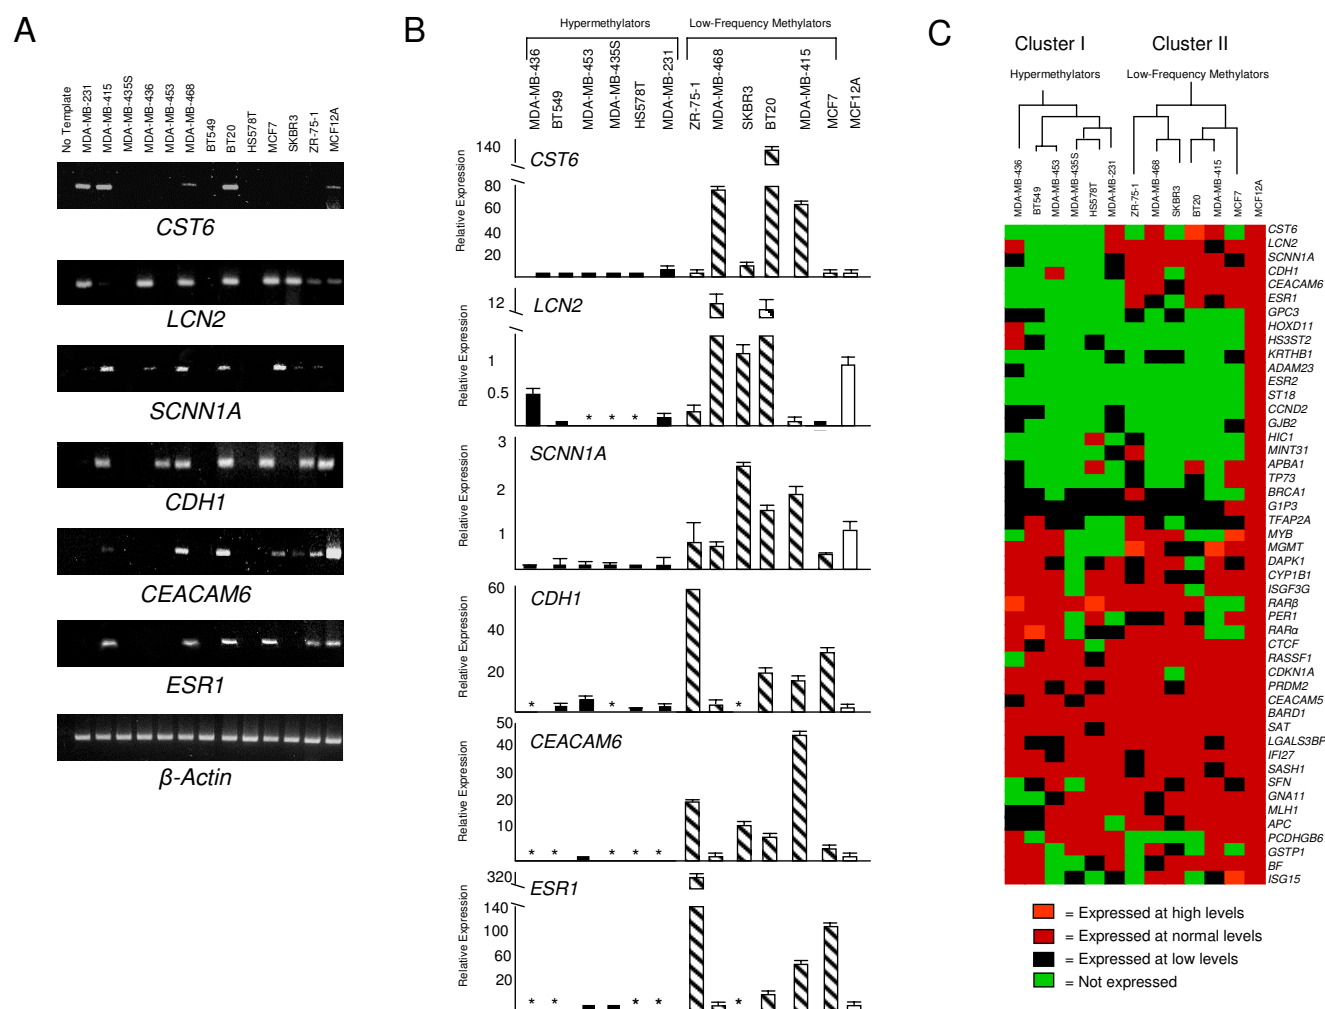 A
No Template
MDA-MB-231
MDA-MB-415
MDA-MB-435S
MDA-MB-436
MDA-MB-453
MDA-MB-468
BT549
BT20
HS578T
MCF7
SKBR3
ZR-75-1
MCF12A
CST6
LCN2
SCNN1A
CDH1
CEACAM6
ESR1
β-Actin
B
Hypermethylators
Low-Frequency Methylators
MDA-MB-436
BT549
MDA-MB-453
MDA-MB-435S
HS578T
MDA-MB-231
ZR-75-1
MDA-MB-468
SKBR3
BT20
MDA-MB-415
MCF7
MCF12A
CST6
Relative Expression
140
80
60
40
20
LCN2
Relative Expression
12
1
0.5
* * *
SCNN1A
3
2
1
CDH1
Relative Expression
60
40
20
* * *
CEACAM6
Relative Expression
50
40
30
20
10
* * * * *
ESR1
Relative Expression
320
140
100
60
20
* * * * *
C
Cluster I
Cluster II
Hypermethylators
Low-Frequency Methylators
MDA-MB-436
BT549
MDA-MB-453
MDA-MB-435S
HS578T
MDA-MB-231
ZR-75-1
MDA-MB-468
SKBR3
BT20
MDA-MB-415
MCF7
MCF12A
CST6
LCN2
SCNN1A
CDH1
CEACAM6
ESR1
GPC3
HOXD11
HS3ST2
KRTHB1
ADAM23
ESR2
ST18
CCND2
GJB2
HIC1
MINT31
APBA1
TP73
BRCA1
G1P3
TFAP2A
MYB
MGMT
DAPK1
CYP1B1
ISGF3G
RARβ
PER1
RARα
CTCF
RASSF1
CDKN1A
PRDM2
CEACAM5
BARD1
SAT
LGALS3BP
IFI27
SASH1
SFN
GNA11
MLH1
APC
PCDHGB6
GSTP1
BF
ISG15
= Expressed at high levels
= Expressed at normal levels
= Expressed at low levels
= Not expressed